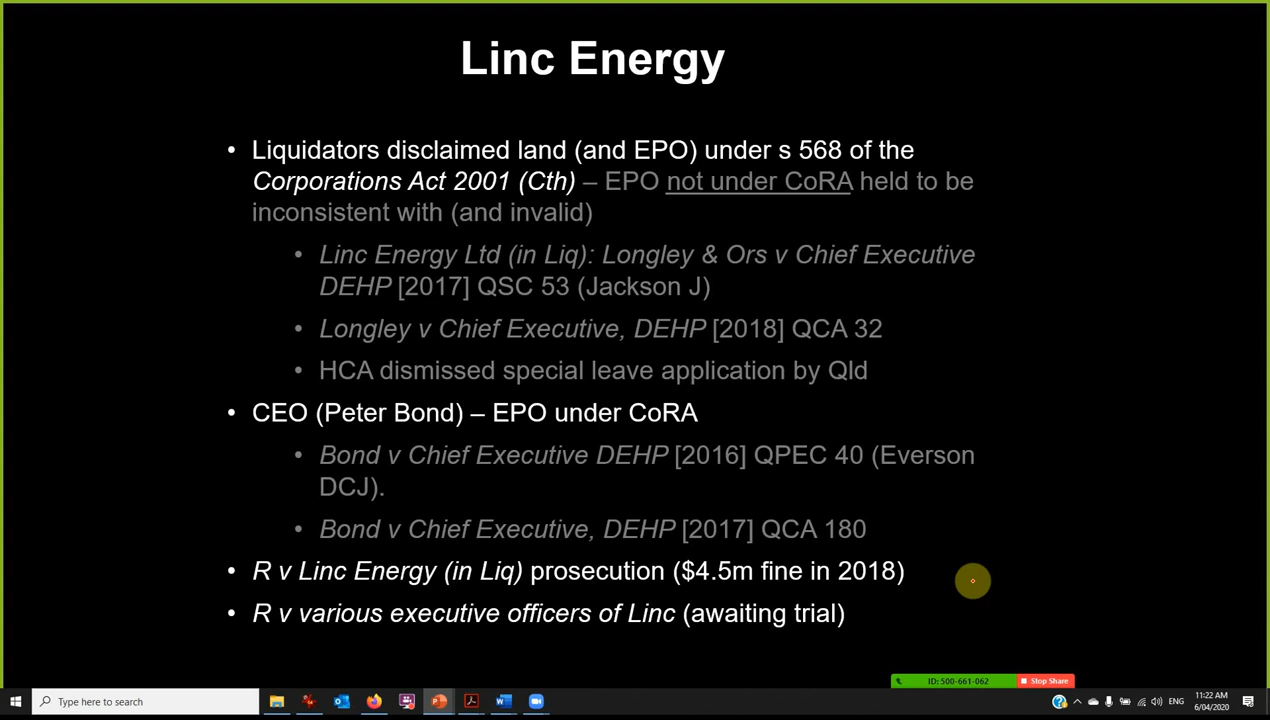 Linc Energy
• Liquidators disclaimed land (and EPO) under s 568 of the
Corporations Act 2001 (Cth) – EPO not under CoRA held to be
inconsistent with (and invalid)
• Linc Energy Ltd (in Liq): Longley & Ors v Chief Executive
DEHP [2017] QSC 53 (Jackson J)
• Longley v Chief Executive, DEHP [2018] QCA 32
• HCA dismissed special leave application by Qld
• CEO (Peter Bond) – EPO under CoRA
• Bond v Chief Executive DEHP [2016] QPEC 40 (Everson
DCJ).
• Bond v Chief Executive, DEHP [2017] QCA 180
• R v Linc Energy (in Liq) prosecution ($4.5m fine in 2018)
• R v various executive officers of Linc (awaiting trial)
ID: 500-661-062 Stop Share
Type here to search
ENG
11:22 AM
6/04/2020